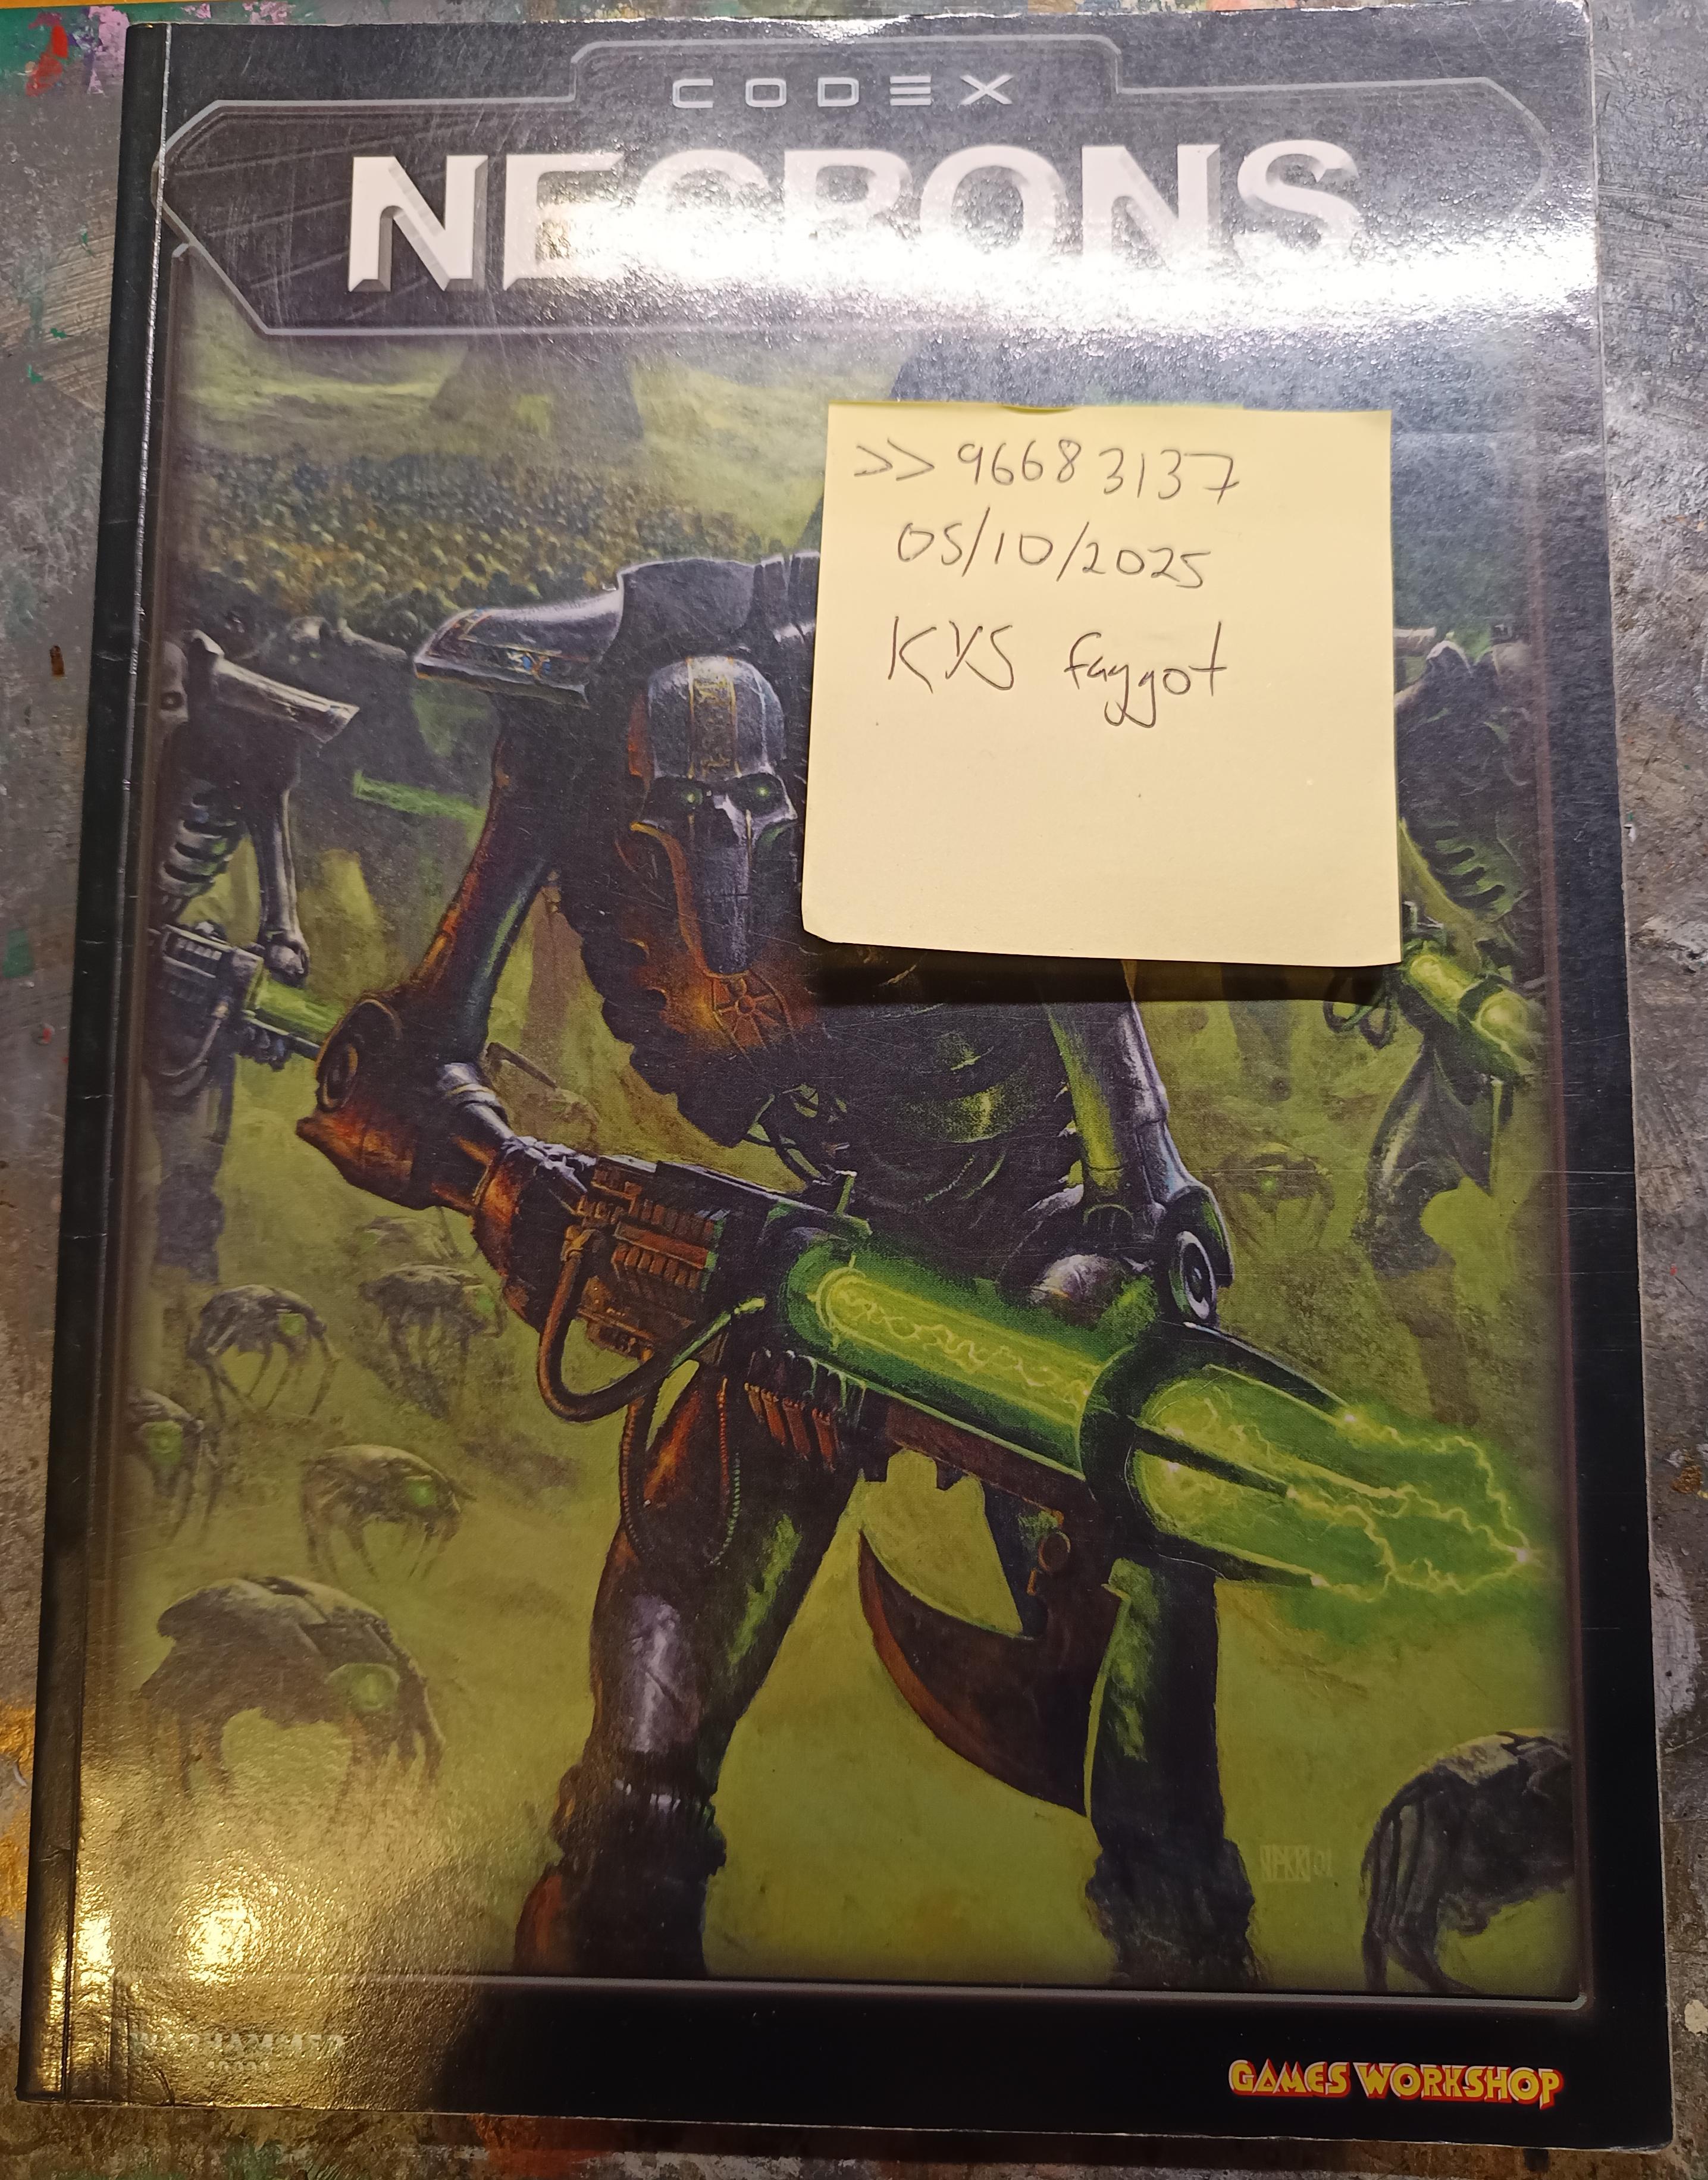 CODEX
NECRONS
>>96683137
05/10/2025
KYS faggot
GAMES WORKSHOP